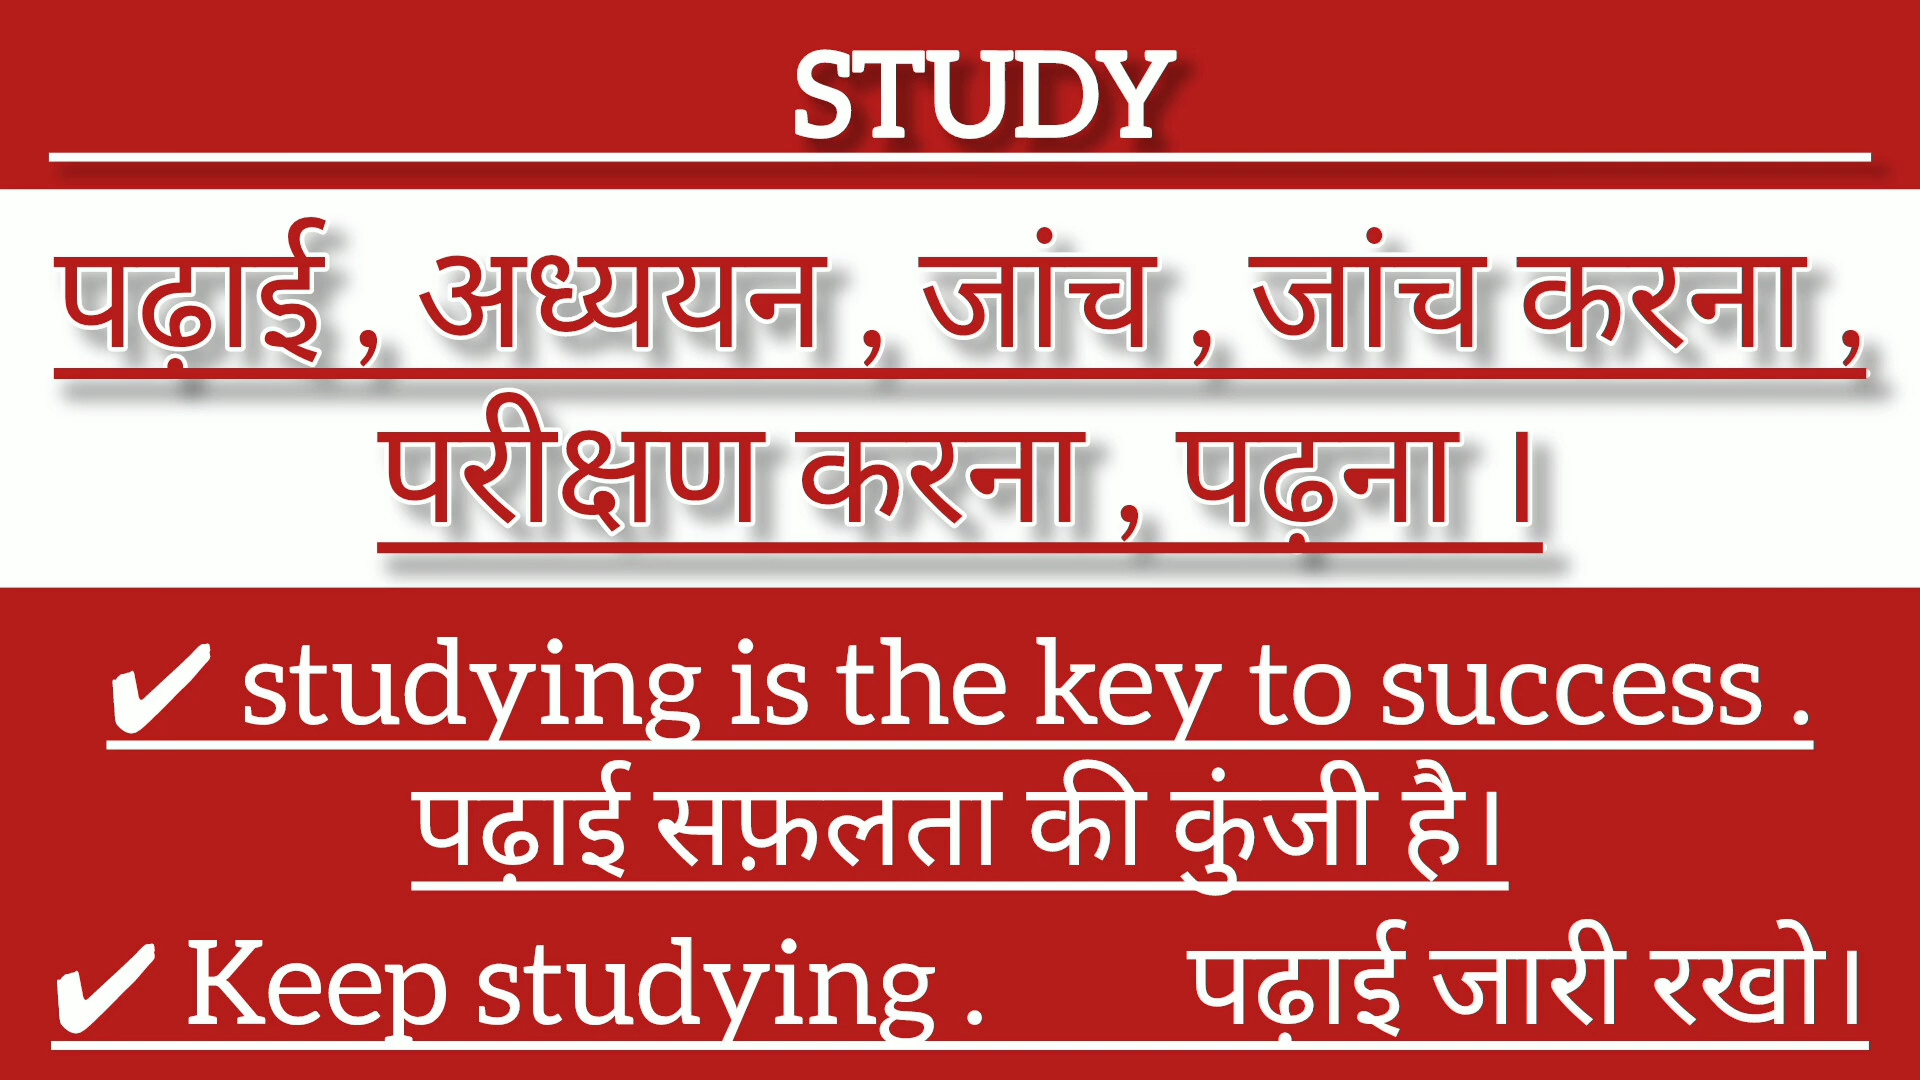 STUDY
पढ़ाई , अध्ययन , जांच , जांच करना ,
परीक्षण करना , पढ़ना ।
✔ studying is the key to success .
पढ़ाई सफ़लता की कुंजी है।
✔ Keep studying . पढ़ाई जारी रखो।